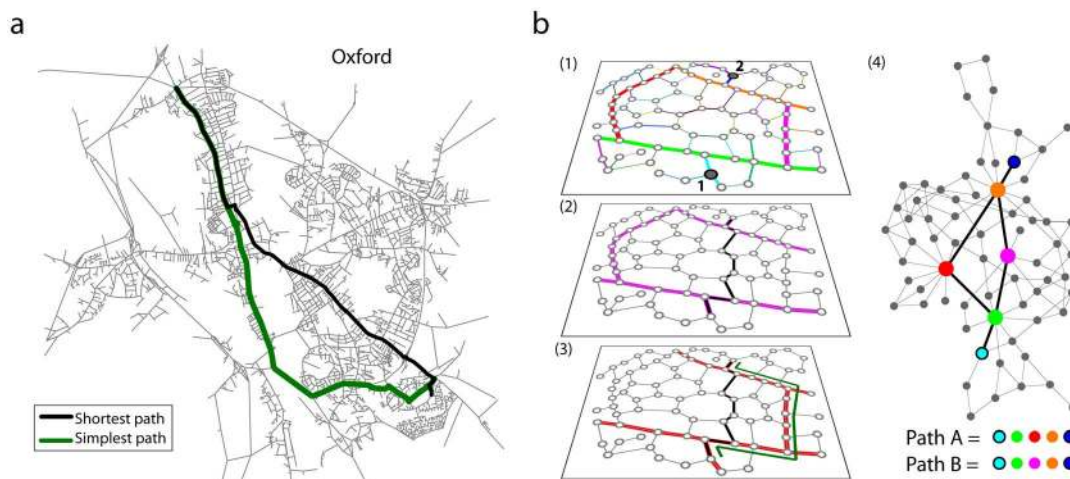 a
Oxford
Shortest path
Simplest path
b
(1)
2
1
(2)
(3)
(4)
Path A =
Path B =